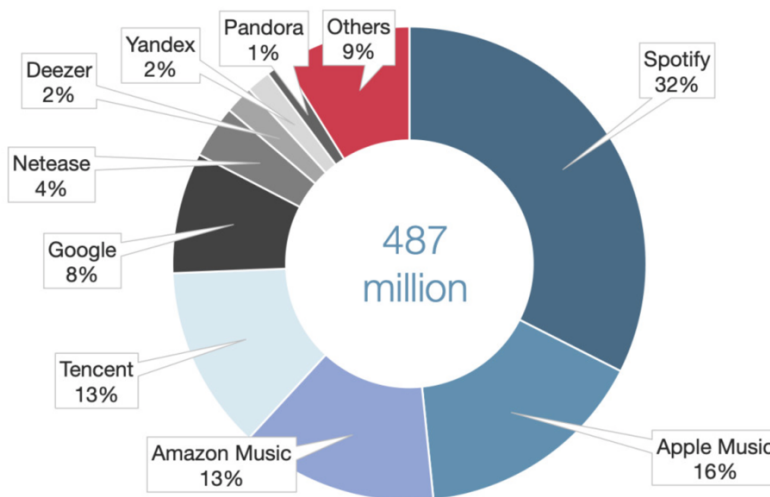 Spotify
32%
Apple Music
16%
Amazon Music
13%
Tencent
13%
Google
8%
Netease
4%
Deezer
2%
Yandex
2%
Pandora
1%
Others
9%
487
million